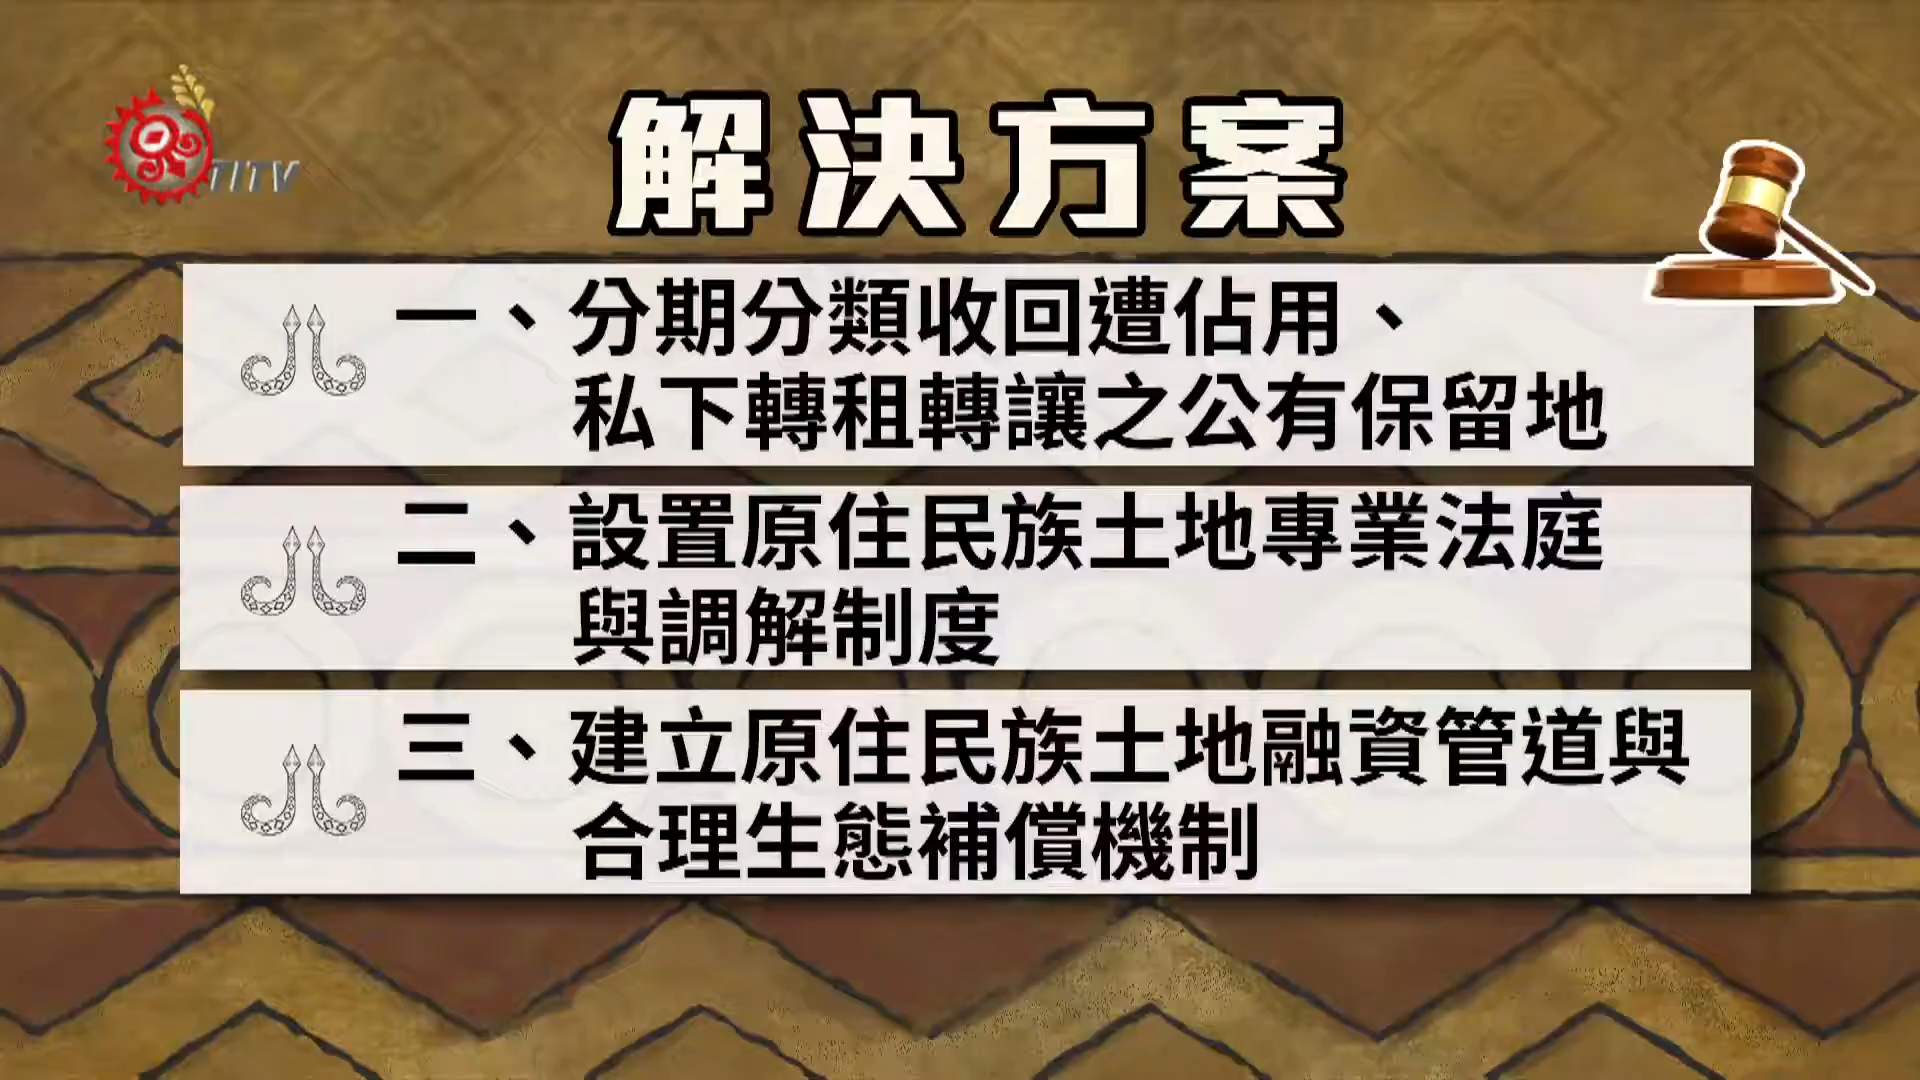 TITV
解決方案
一、分期分類收回遭佔用、
私下轉租轉讓之公有保留地
二、設置原住民族土地專業法庭
與調解制度
三、建立原住民族土地融資管道與
合理生態補償機制